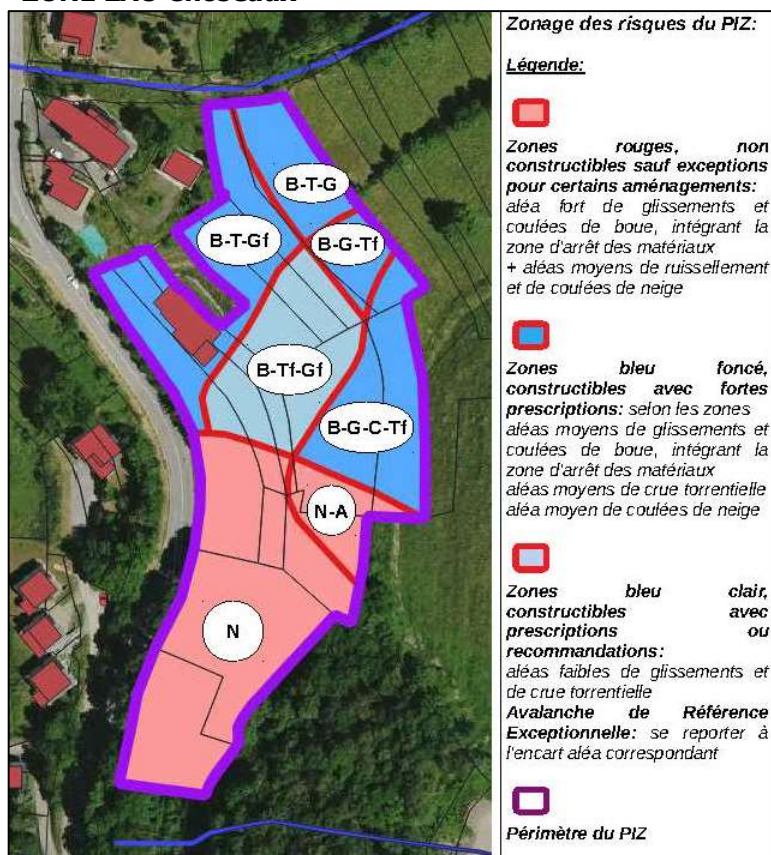 Zonage des risques du PIZ:
Légende:
Zones rouges, non
constructibles sauf exceptions
pour certains aménagements:
aléa fort de glissements et
coulées de boue, intégrant la
zone d'arrêt des matériaux
+ aléas moyens de ruissellement
et de coulées de neige
Zones bleu foncé,
constructibles avec fortes
prescriptions: selon les zones
aléas moyens de glissements et
coulées de boue, intégrant la
zone d'arrêt des matériaux
aléas moyens de crue torrentielle
aléa moyen de coulées de neige
Zones bleu clair,
constructibles avec
prescriptions ou
recommandations:
aléas faibles de glissements et
de crue torrentielle
Avalanche de Référence
Exceptionnelle: se reporter à
l'encart aléa correspondant
Périmètre du PIZ
B-T-G
B-T-Gf
B-G-Tf
B-Tf-Gf
B-G-C-Tf
N-A
N